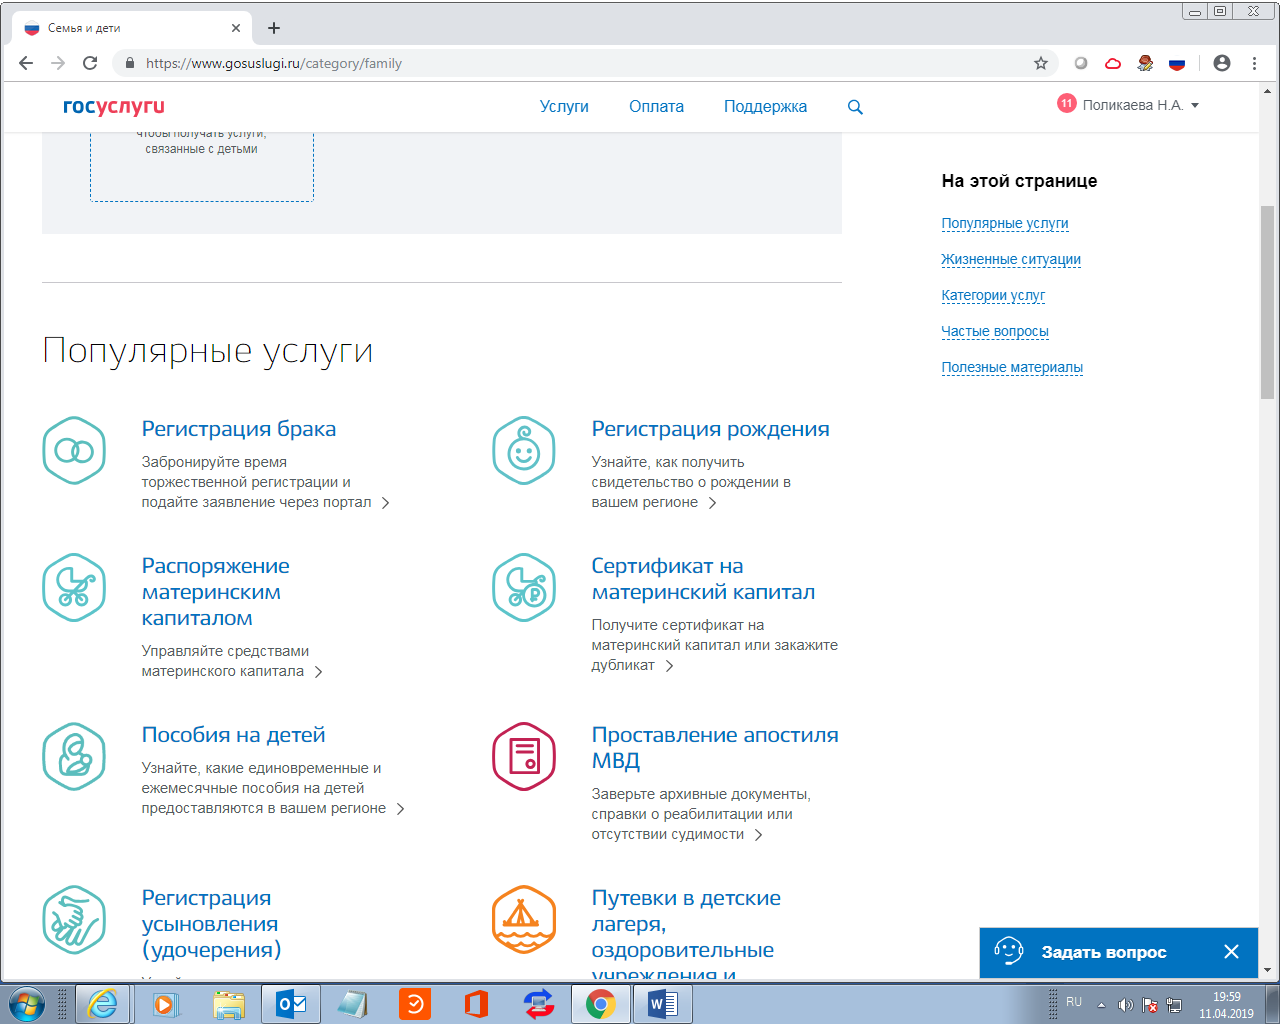 Семья и дети
https://www.gosuslugi.ru/category/family
госуслуги
Услуги
Оплата
Поддержка
11
Поликаева Н.А.
чтобы получать услуги,
связанные с детьми
На этой странице
Популярные услуги
Жизненные ситуации
Категории услуг
Частые вопросы
Полезные материалы
Популярные услуги
Регистрация брака
Забронируйте время
торжественной регистрации и
подайте заявление через портал
Регистрация рождения
Узнайте, как получить
свидетельство о рождении в
вашем регионе
Распоряжение
материнским
капиталом
Управляйте средствами
материнского капитала
Сертификат на
материнский капитал
Получите сертификат на
материнский капитал или закажите
дубликат
Пособия на детей
Узнайте, какие единовременные и
ежемесячные пособия на детей
предоставляются в вашем регионе
Проставление апостиля
МВД
Заверьте архивные документы,
справки о реабилитации или
отсутствии судимости
Регистрация
усыновления
(удочерения)
Путевки в детские
лагеря,
оздоровительные
учреждения и
Задать вопрос
RU
19:59
11.04.2019